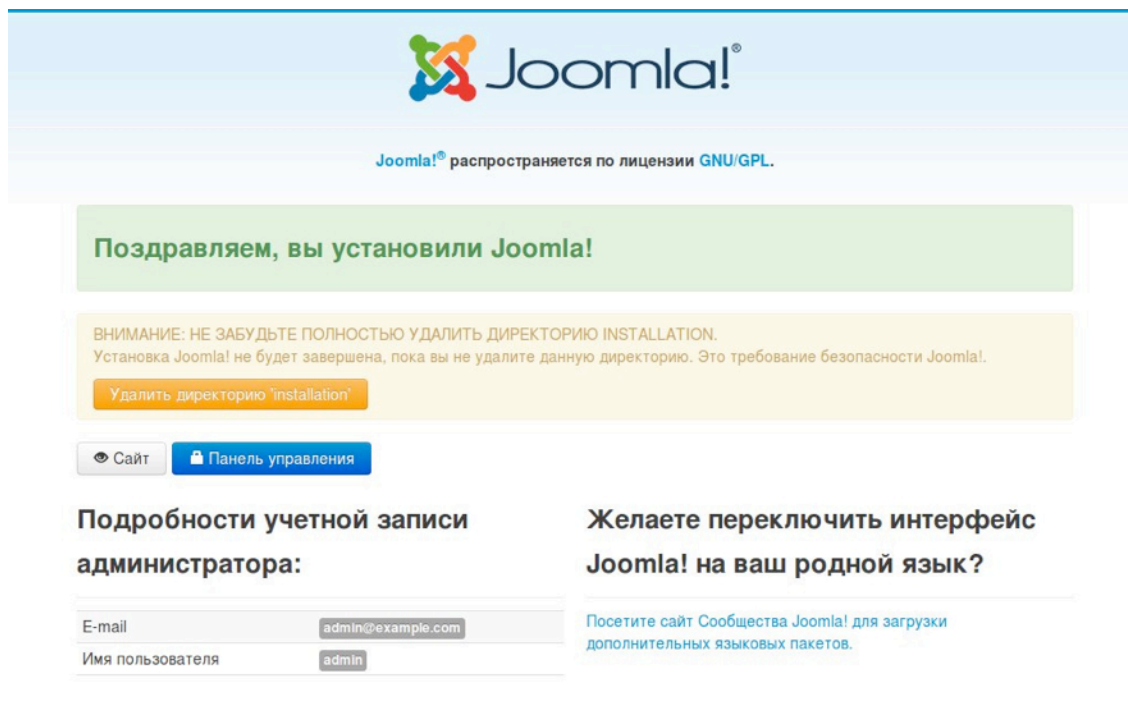 Joomla!®
Joomla!® распространяется по лицензии GNU/GPL.
Поздравляем, вы установили Joomla!
ВНИМАНИЕ: НЕ ЗАБУДЬТЕ ПОЛНОСТЬЮ УДАЛИТЬ ДИРЕКТОРИЮ INSTALLATION.
Установка Joomla! не будет завершена, пока вы не удалите данную директорию. Это требование безопасности Joomla!.
Удалить директорию 'installation'
Сайт
Панель управления
Подробности учетной записи
администратора:
E-mail admin@example.com
Имя пользователя admin
Желаете переключить интерфейс
Joomla! на ваш родной язык?
Посетите сайт Сообщества Joomla! для загрузки
дополнительных языковых пакетов.